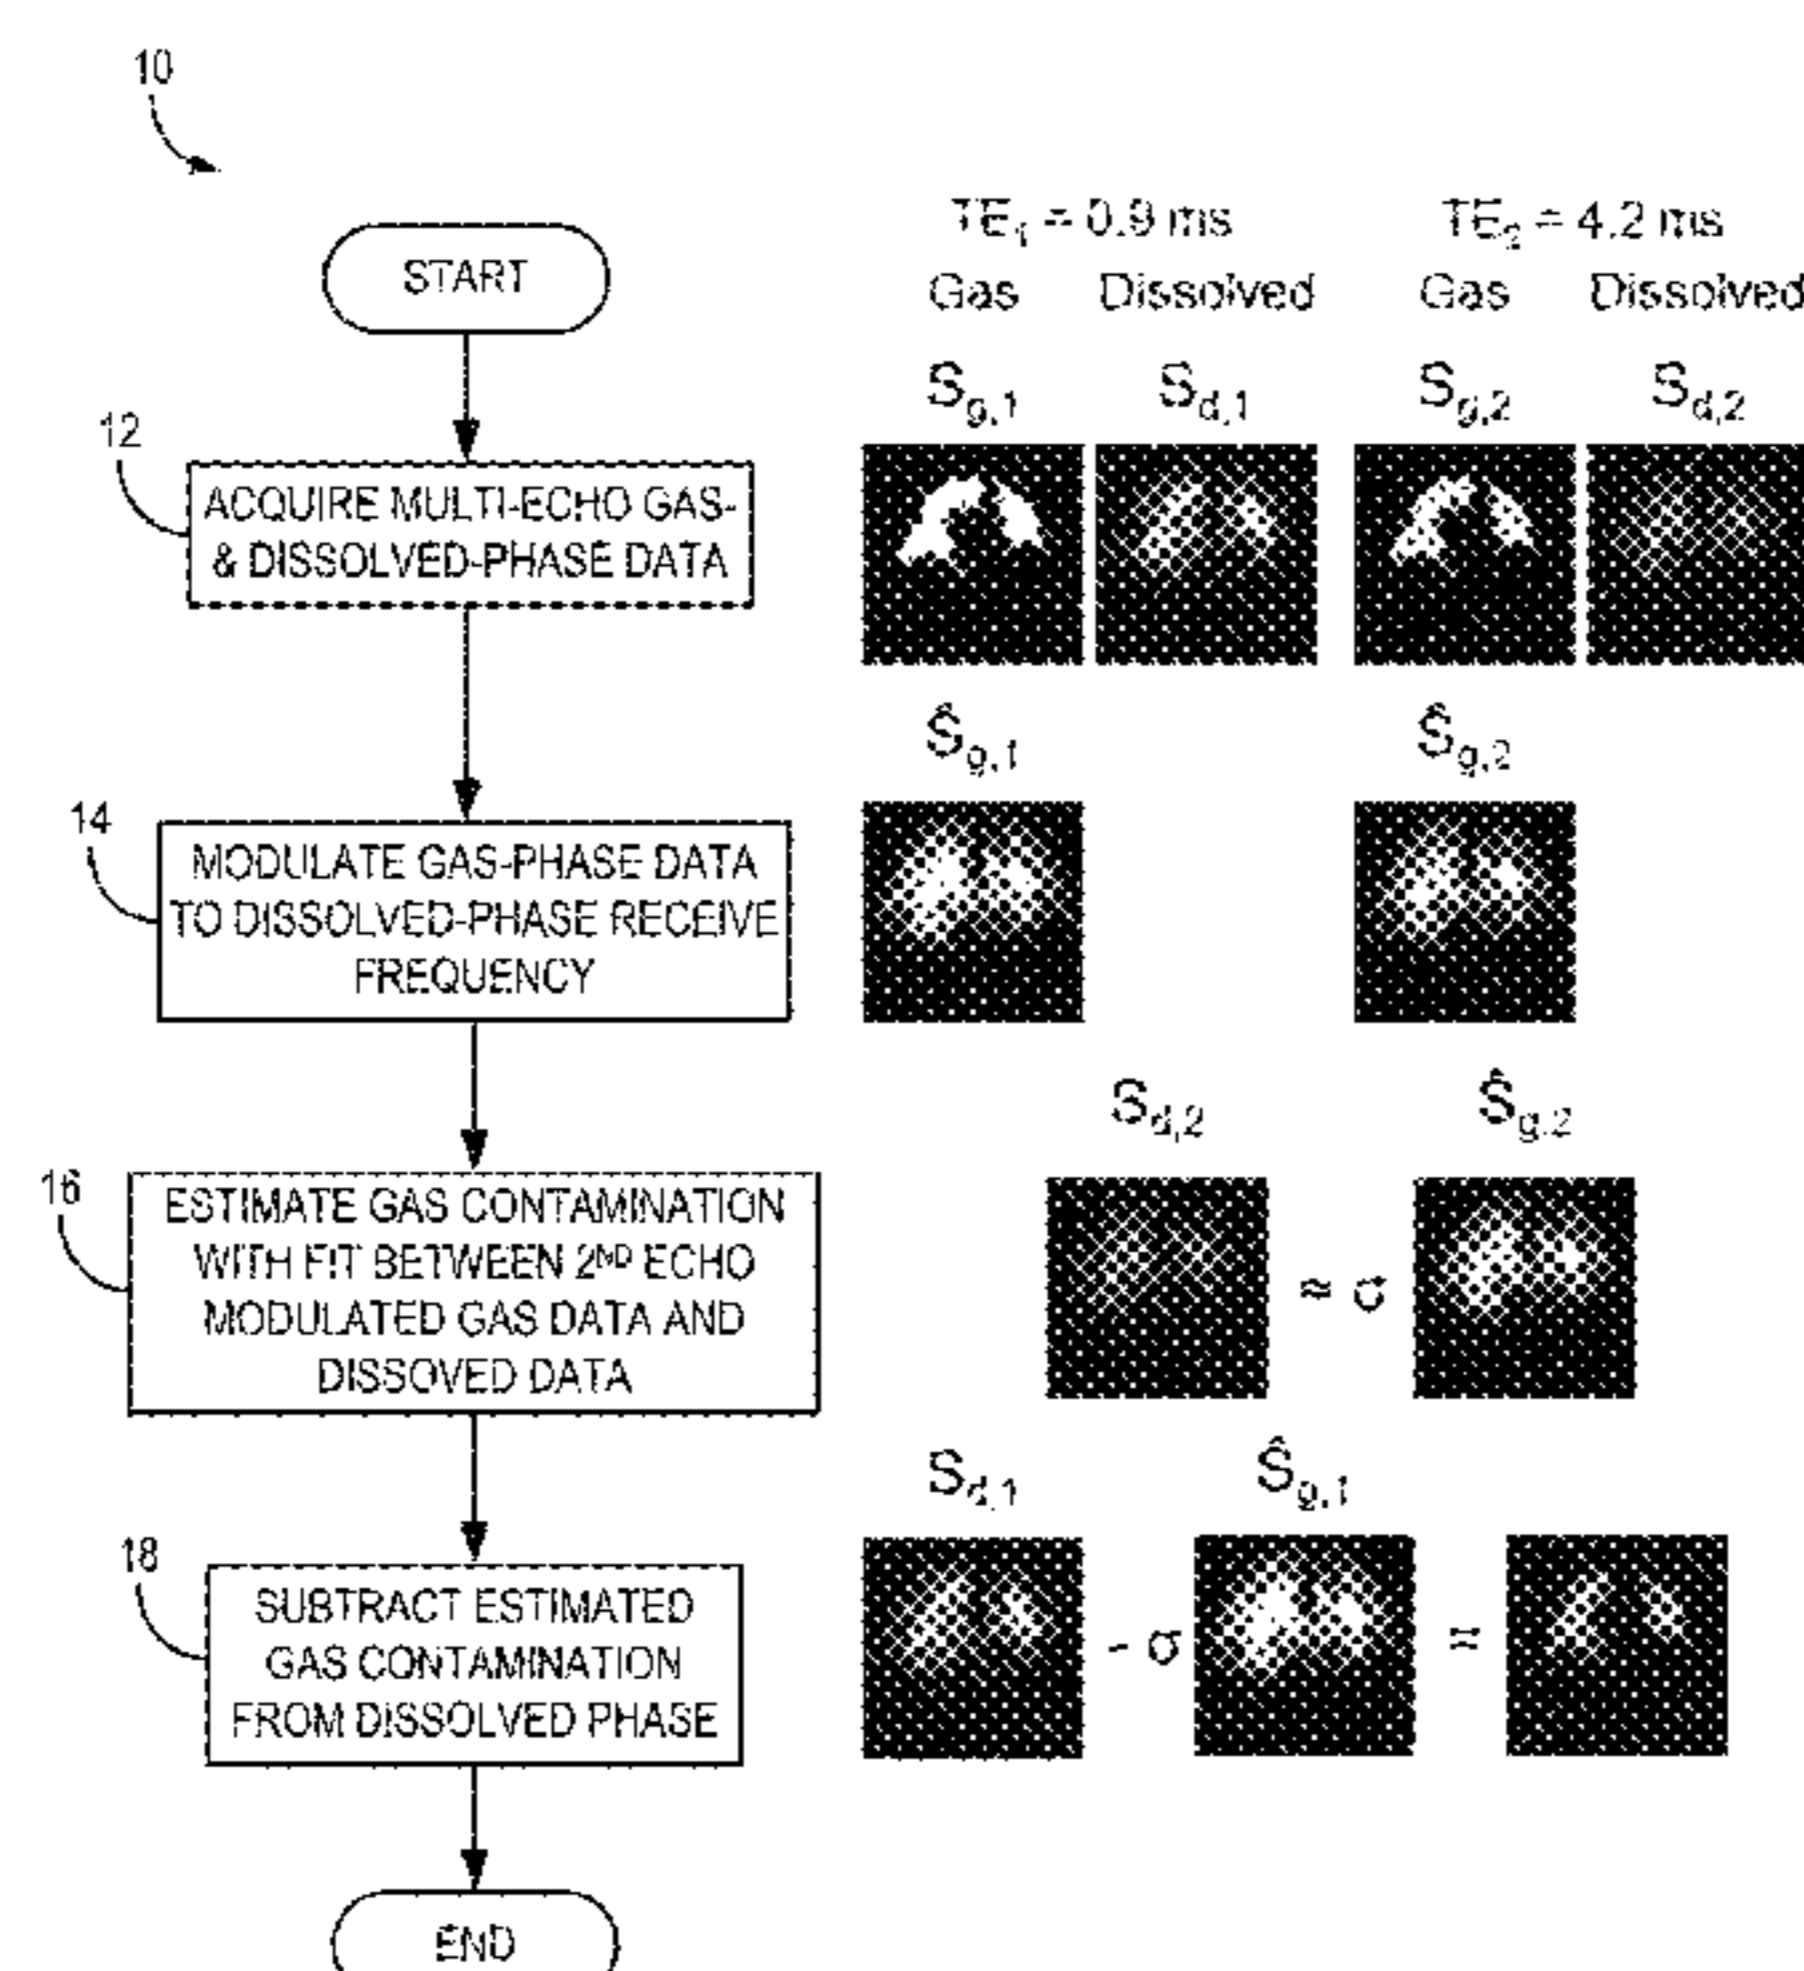 10
START
12
ACQUIRE MULTI-ECHO GAS-
& DISSOLVED-PHASE DATA
14
MODULATE GAS-PHASE DATA
TO DISSOLVED-PHASE RECEIVE
FREQUENCY
16
ESTIMATE GAS CONTAMINATION
WITH FIT BETWEEN 2ND ECHO
MODULATED GAS DATA AND
DISSOVED DATA
18
SUBTRACT ESTIMATED
GAS CONTAMINATION
FROM DISSOLVED PHASE
END
TE1 = 0.9 ms TE2 = 4.2 ms
Gas Dissolved Gas Dissolved
Sg,1 Sd,1 Sg,2 Sd,2
Ŝg,1 Ŝg,2
Sd,2 Ŝg,2
≈ σ
Sd,1 Ŝg,1
- σ =